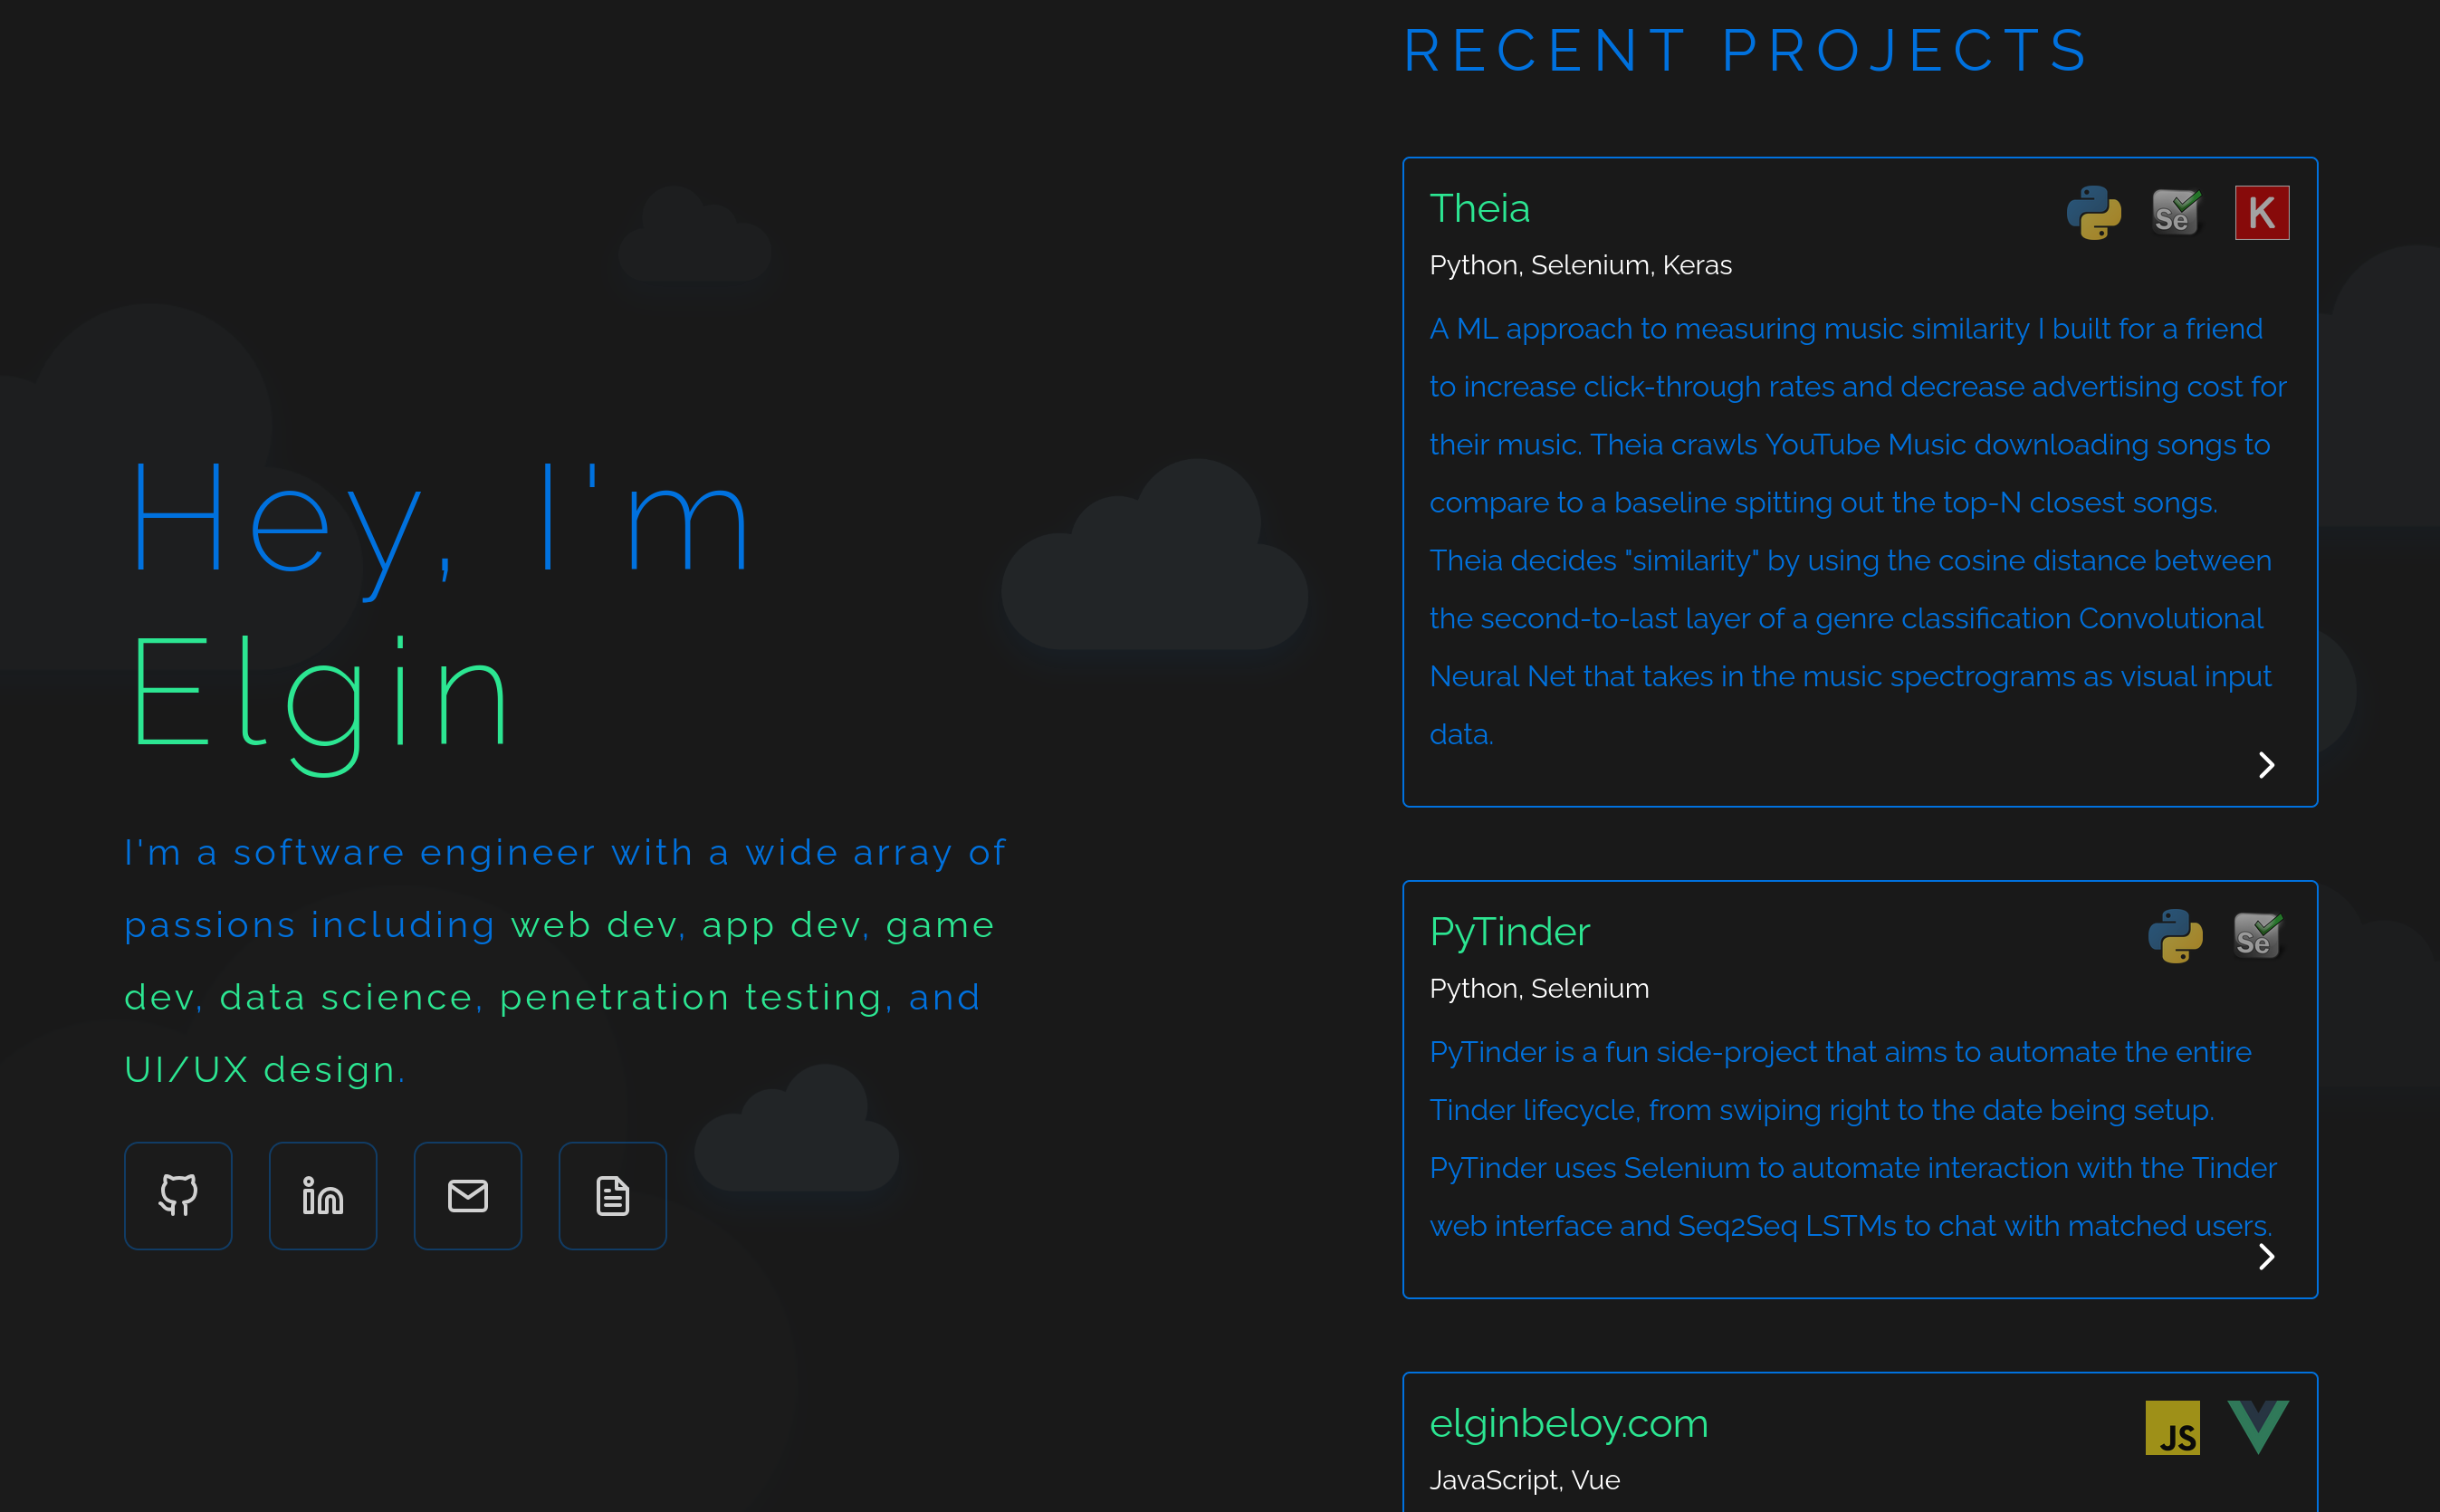 Hey, I'm
Elgin
I'm a software engineer with a wide array of
passions including web dev, app dev, game
dev, data science, penetration testing, and
UI/UX design.
RECENT PROJECTS
Theia
Se
K
Python, Selenium, Keras
A ML approach to measuring music similarity I built for a friend
to increase click-through rates and decrease advertising cost for
their music. Theia crawls YouTube Music downloading songs to
compare to a baseline spitting out the top-N closest songs.
Theia decides "similarity" by using the cosine distance between
the second-to-last layer of a genre classification Convolutional
Neural Net that takes in the music spectrograms as visual input
data.
PyTinder
Se
Python, Selenium
PyTinder is a fun side-project that aims to automate the entire
Tinder lifecycle, from swiping right to the date being setup.
PyTinder uses Selenium to automate interaction with the Tinder
web interface and Seq2Seq LSTMs to chat with matched users.
elginbeloy.com
JS
JavaScript, Vue